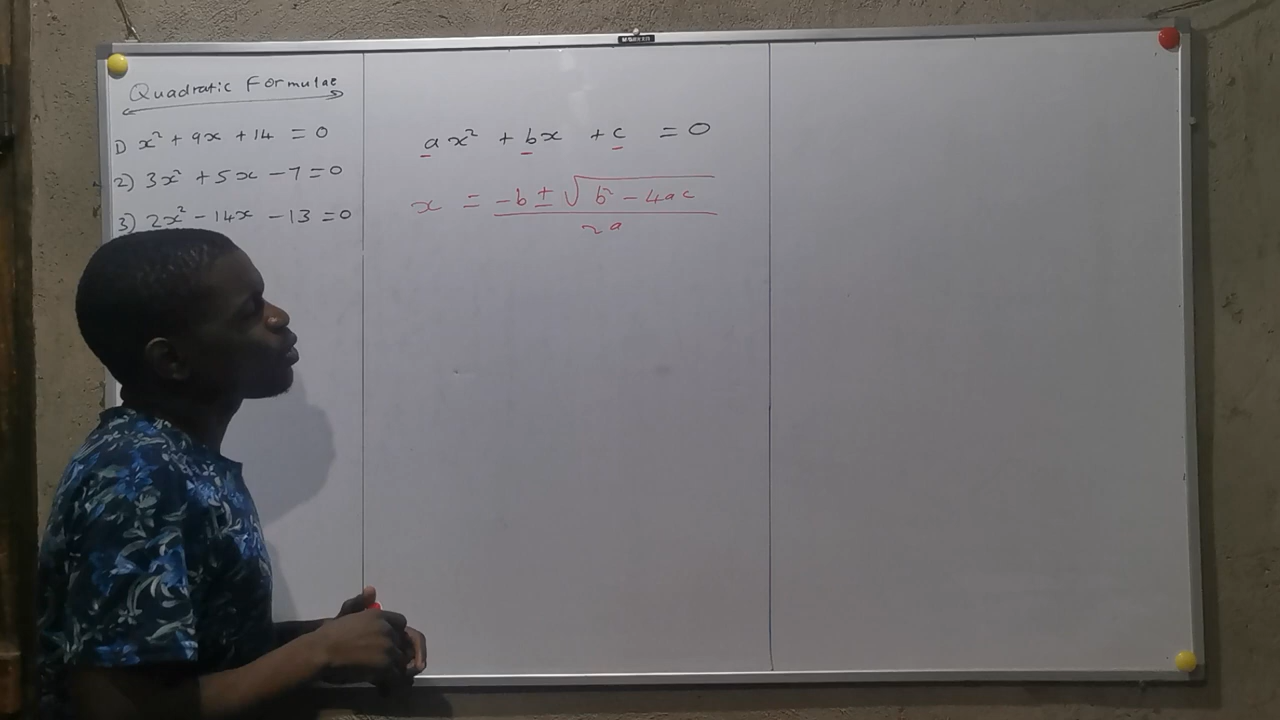 Quadratic Formulae
1) x² + 9x + 14 = 0
2) 3x² + 5x - 7 = 0
3) 2x² - 14x - 13 = 0
ax² + bx + c = 0
x = -b ± √b² - 4ac
2a